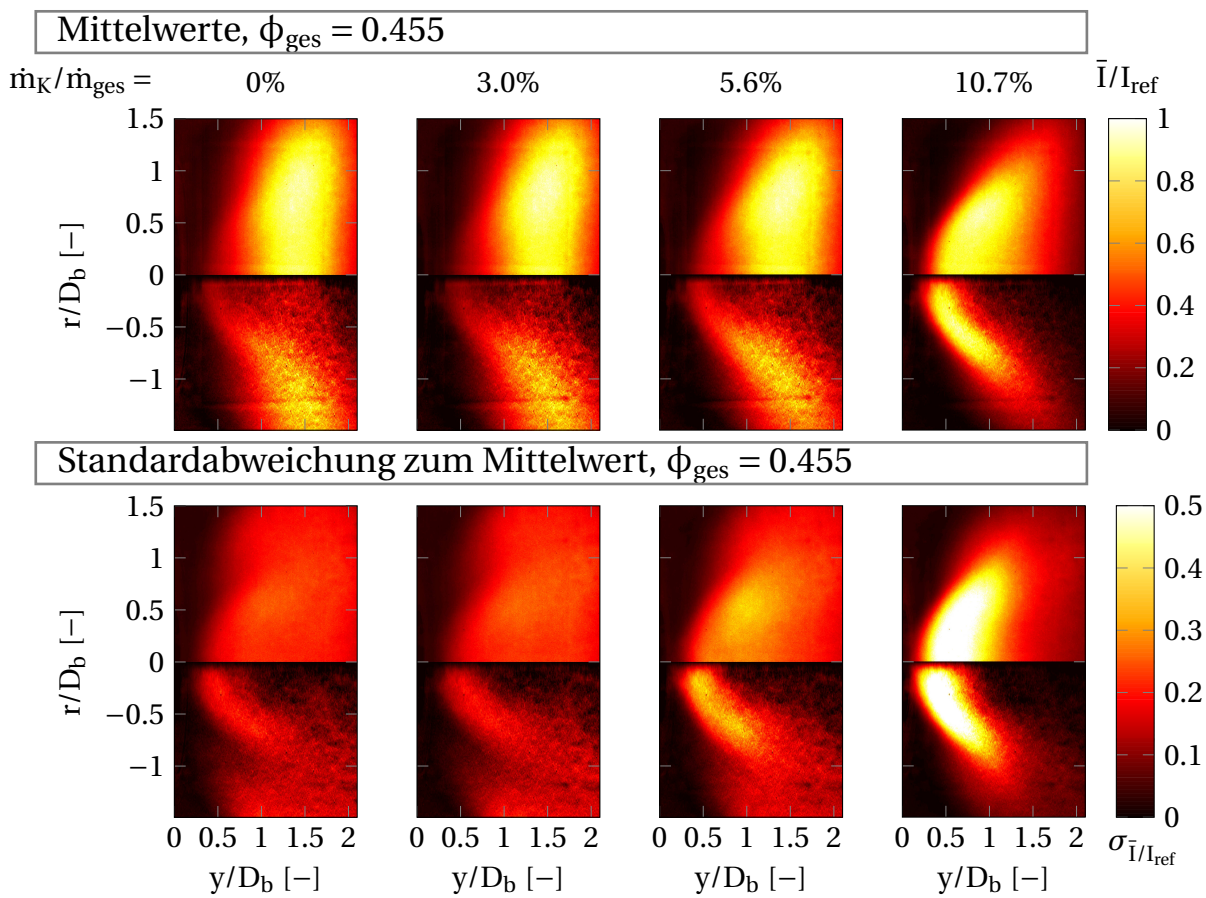 Mittelwerte, ϕges = 0.455
ṁK/ṁges = 0% 3.0% 5.6% 10.7% Ī/Iref
1.5 1
1 0.8
0.5 0.6
0 0.4
−0.5 0.2
−1 0
r/Db [−]
Standardabweichung zum Mittelwert, ϕges = 0.455
1.5 0.5
1 0.4
0.5 0.3
0 0.2
−0.5 0.1
−1 0
r/Db [−]
0 0.5 1 1.5 2 0 0.5 1 1.5 2 0 0.5 1 1.5 2 0 0.5 1 1.5 2 σĪ/Iref
y/Db [−] y/Db [−] y/Db [−] y/Db [−]